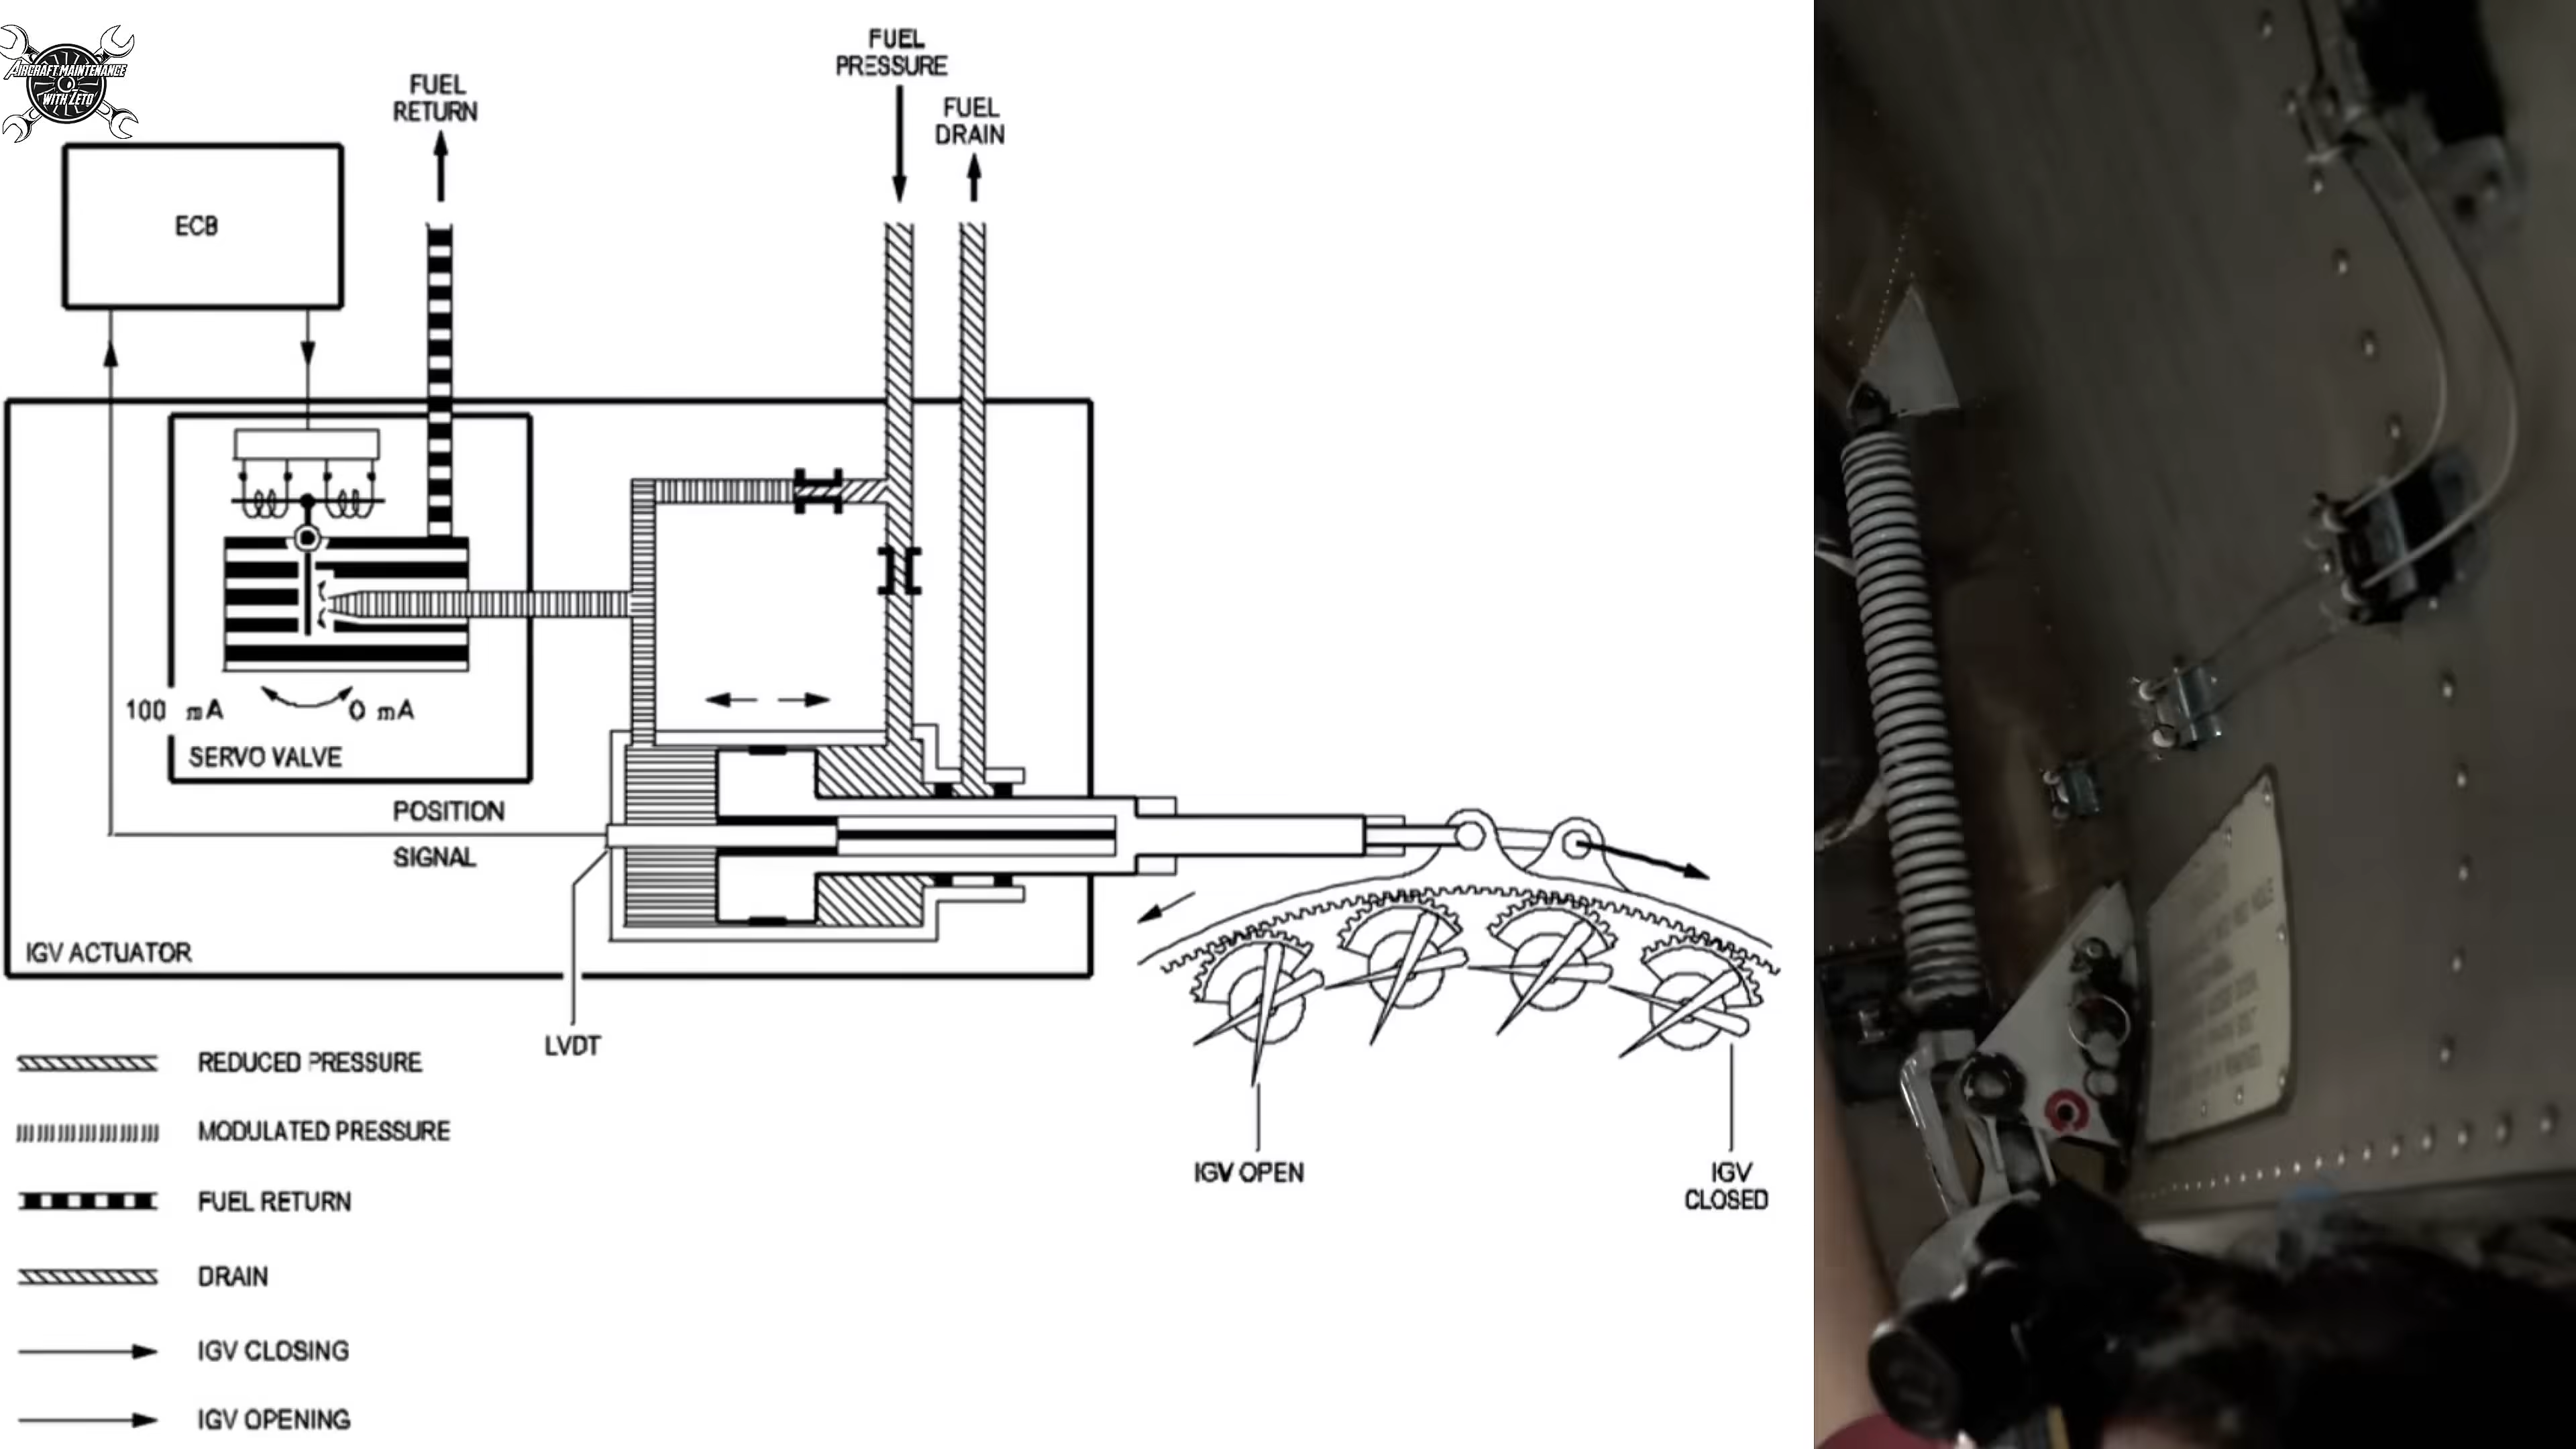 AIRCRAFT MAINTENANCE
WITH ZETO
FUEL
RETURN
FUEL
PRESSURE
FUEL
DRAIN
ECB
100 mA
0 mA
SERVO VALVE
POSITION
SIGNAL
IGV ACTUATOR
LVDT
IGV OPEN
IGV
CLOSED
REDUCED PRESSURE
MODULATED PRESSURE
FUEL RETURN
DRAIN
IGV CLOSING
IGV OPENING